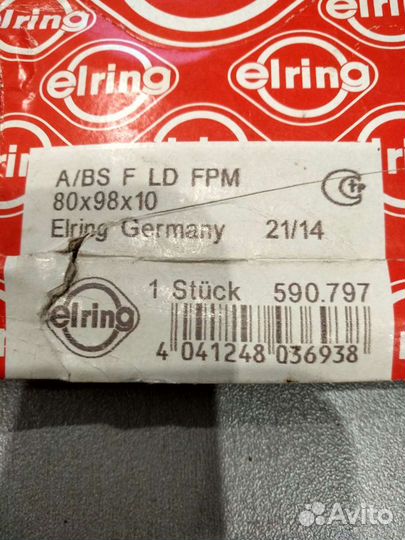 elring
elring
elring
A/BS F LD FPM
80x98x10
Elring Germany 21/14
1 Stück 590.797
elring
4 041248 036938
Avito